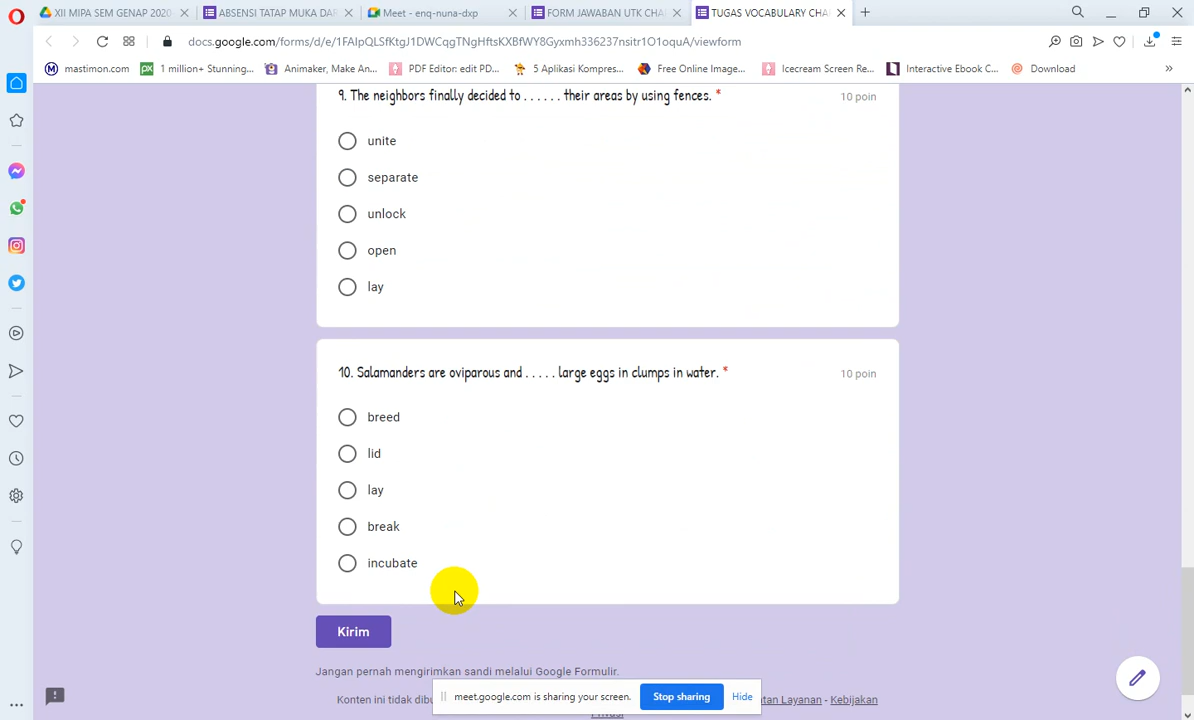 XII MIPA SEM GENAP 2020
ABSENSI TATAP MUKA DAR
Meet - enq-nuna-dxp
FORM JAWABAN UTK CHA
TUGAS VOCABULARY CHA
docs.google.com/forms/d/e/1FAIpQLSfKtgJ1DWCqgTNgHftsKXBfWY8Gyxmh336237nsitr1O1oquA/viewform
mastimon.com
1 million+ Stunning...
Animaker, Make An...
PDF Editor: edit PD...
5 Aplikasi Kompres...
Free Online Image...
Icecream Screen Re...
Interactive Ebook C...
Download
9. The neighbors finally decided to . . . . . . their areas by using fences. *
10 poin
unite
separate
unlock
open
lay
10. Salamanders are oviparous and . . . . . large eggs in clumps in water. *
10 poin
breed
lid
lay
break
incubate
Kirim
Jangan pernah mengirimkan sandi melalui Google Formulir.
meet.google.com is sharing your screen. Stop sharing Hide
Konten ini tidak Layanan - Kebijakan